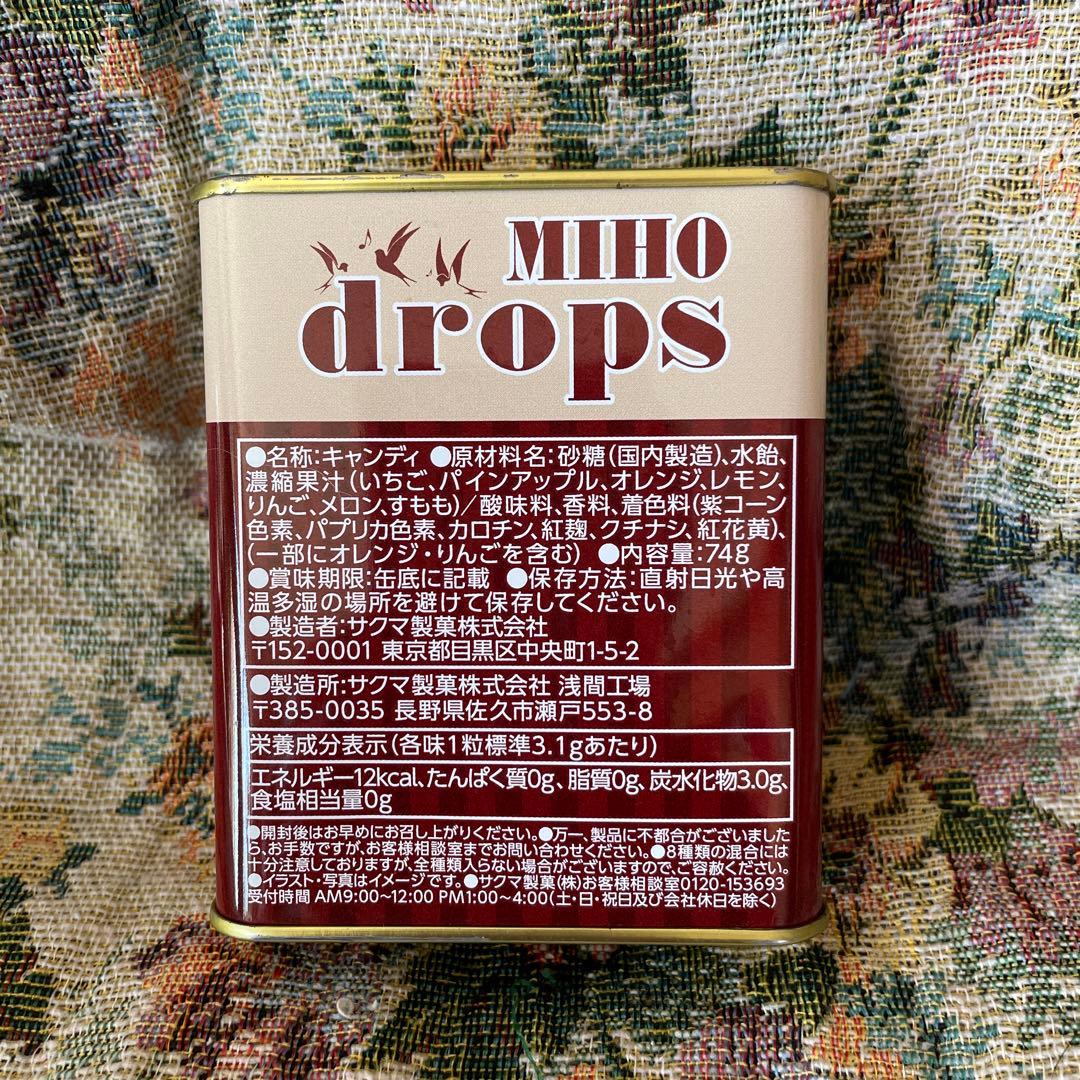 MIHO
drops
●名称:キャンディ ●原材料名:砂糖(国内製造)、水飴、
濃縮果汁(いちご、パインアップル、オレンジ、レモン、
りんご、メロン、すもも)/酸味料、香料、着色料(紫コーン
色素、パプリカ色素、カロチン、紅麹、クチナシ、紅花黄)、
(一部にオレンジ・りんごを含む) ●内容量:74g
●賞味期限:缶底に記載 ●保存方法:直射日光や高
温多湿の場所を避けて保存してください。
●製造者:サクマ製菓株式会社
〒152-0001 東京都目黒区中央町1-5-2
●製造所:サクマ製菓株式会社 浅間工場
〒385-0035 長野県佐久市瀬戸553-8
栄養成分表示(各味1粒標準3.1gあたり)
エネルギー12kcal、たんぱく質0g、脂質0g、炭水化物3.0g、
食塩相当量0g
●開封後はお早めにお召し上がりください。●万一、製品に不都合がございました
ら、お手数ですが、お客様相談室までお問い合わせください。●8種類の混合には
十分注意しておりますが、全種類入らない場合がございますので、ご容赦ください。
●イラスト・写真はイメージです。●サクマ製菓(株)お客様相談室0120-153693
受付時間 AM9:00~12:00 PM1:00~4:00(土・日・祝日及び会社休日を除く)